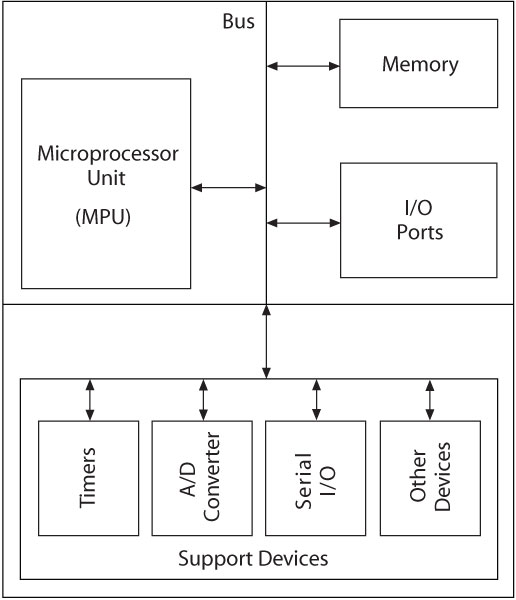 Bus
Memory
Microprocessor
Unit
(MPU)
I/O
Ports
Timers
A/D
Converter
Serial
I/O
Other
Devices
Support Devices